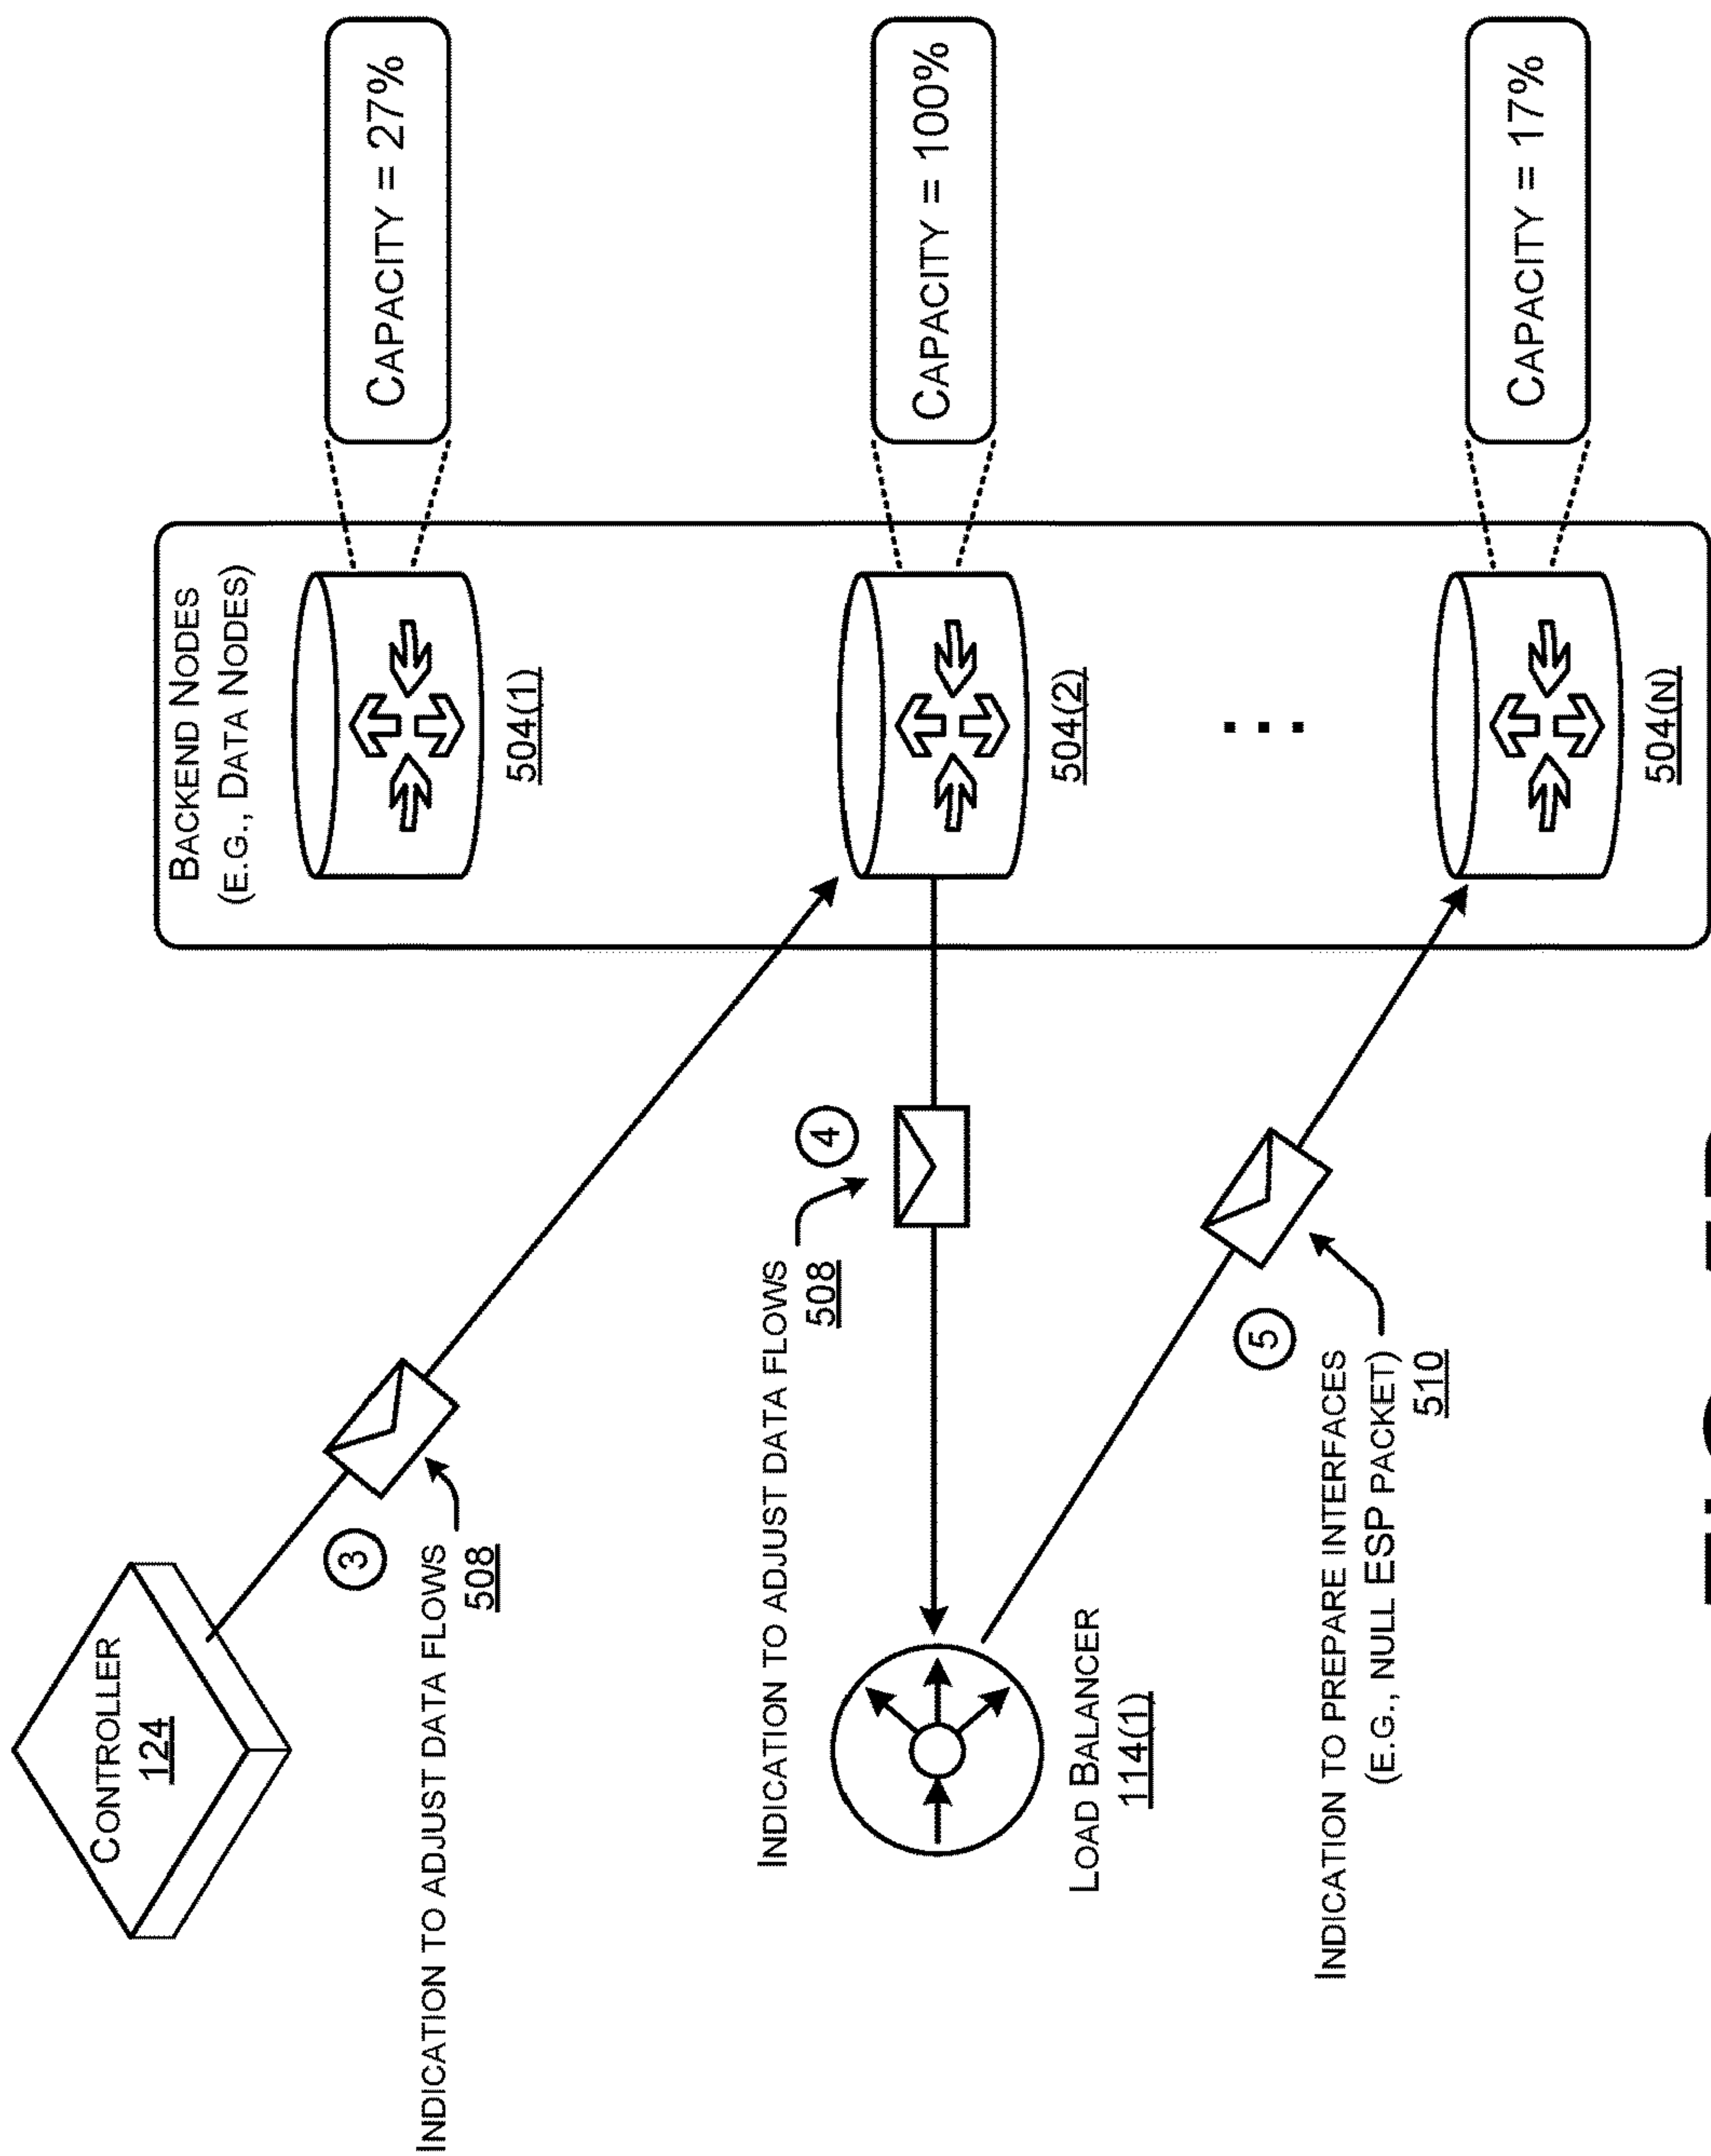 CONTROLLER
124
3
INDICATION TO ADJUST DATA FLOWS
508
BACKEND NODES
(E.G., DATA NODES)
504(1)
CAPACITY = 27%
INDICATION TO ADJUST DATA FLOWS
508
4
504(2)
CAPACITY = 100%
LOAD BALANCER
114(1)
5
INDICATION TO PREPARE INTERFACES
(E.G., NULL ESP PACKET)
510
...
504(N)
CAPACITY = 17%